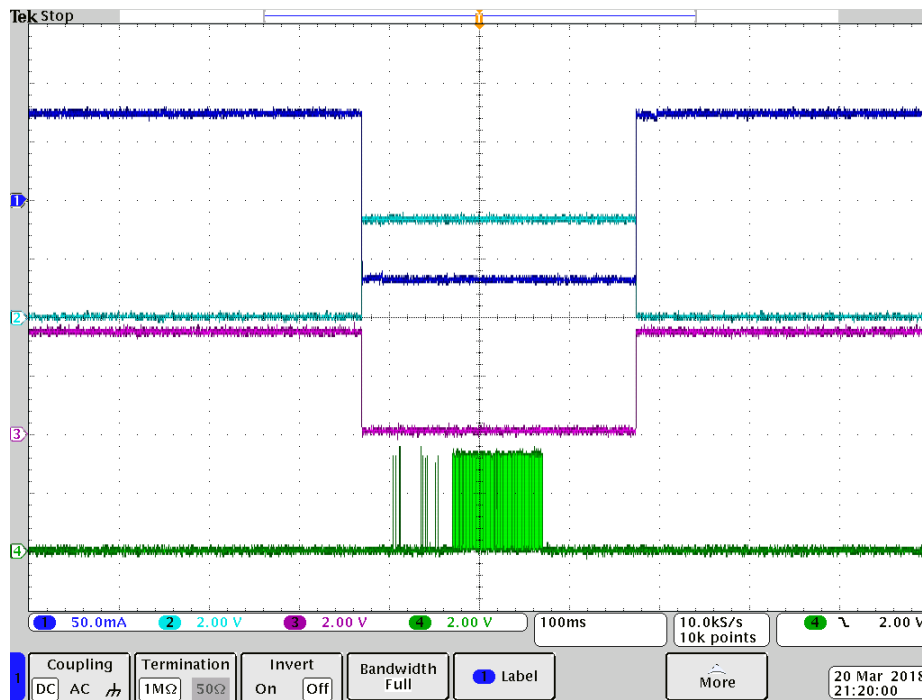 Tek Stop
T
1
2
3
4
1 50.0mA 2 2.00 V 3 2.00 V 4 2.00 V 100ms 10.0kS/s 4 2.00 V
10k points
1 Coupling Termination Invert Bandwidth 1 Label More 20 Mar 2018
DC AC 1MΩ 50Ω On Off Full 21:20:00